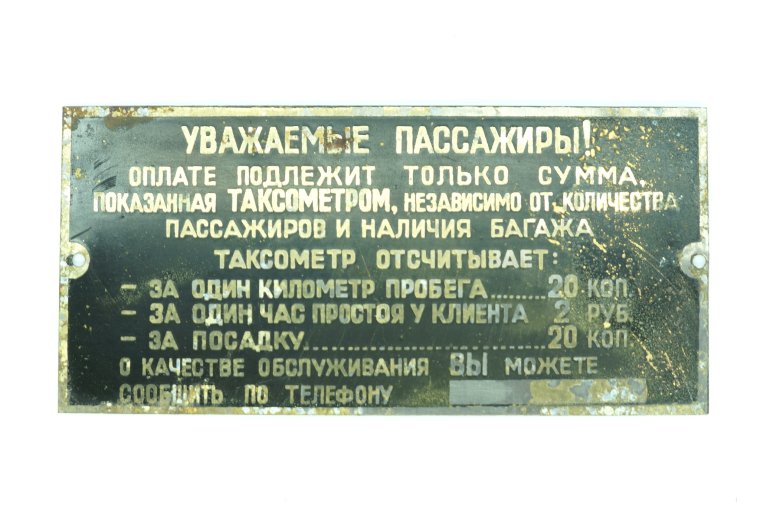 УВАЖАЕМЫЕ ПАССАЖИРЫ!
ОПЛАТЕ ПОДЛЕЖИТ ТОЛЬКО СУММА,
ПОКАЗАННАЯ ТАКСОМЕТРОМ, НЕЗАВИСИМО ОТ КОЛИЧЕСТВА
ПАССАЖИРОВ И НАЛИЧИЯ БАГАЖА
ТАКСОМЕТР ОТСЧИТЫВАЕТ:
- ЗА ОДИН КИЛОМЕТР ПРОБЕГА.........20 КОП.
- ЗА ОДИН ЧАС ПРОСТОЯ У КЛИЕНТА 2 РУБ.
- ЗА ПОСАДКУ..............................20 КОП.
О КАЧЕСТВЕ ОБСЛУЖИВАНИЯ ВЫ МОЖЕТЕ
СООБЩИТЬ ПО ТЕЛЕФОНУ